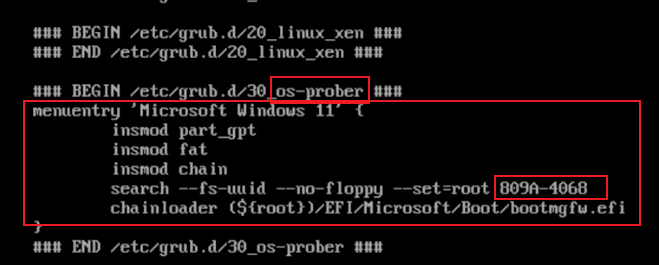 ### BEGIN /etc/grub.d/20_linux_xen ###
### END /etc/grub.d/20_linux_xen ###
### BEGIN /etc/grub.d/30_os-prober ###
menuentry 'Microsoft Windows 11' {
insmod part_gpt
insmod fat
insmod chain
search --fs-uuid --no-floppy --set=root 809A-4068
chainloader (${root})/EFI/Microsoft/Boot/bootmgfw.efi
}
### END /etc/grub.d/30_os-prober ###